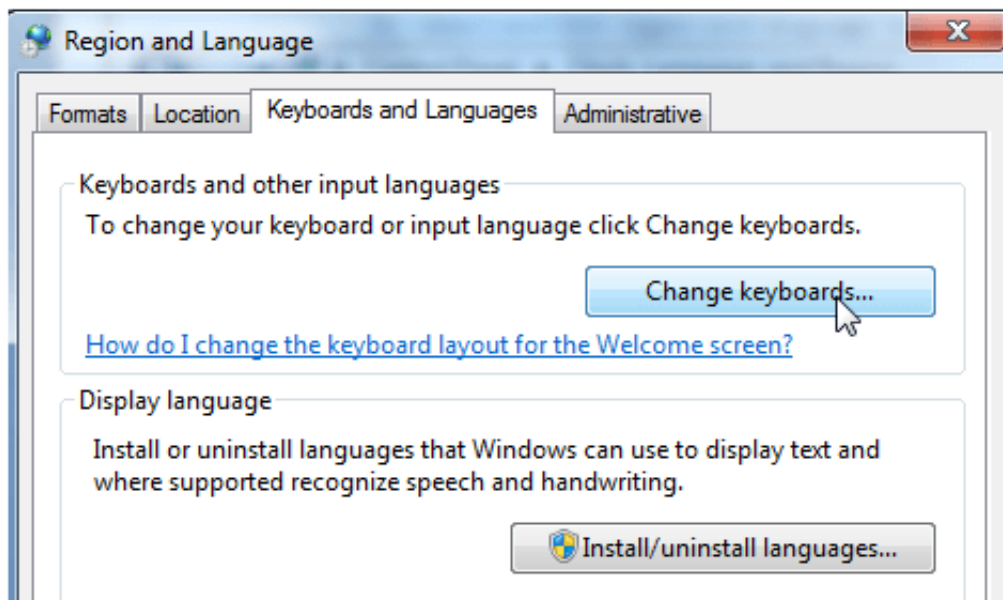 Region and Language
Formats Location Keyboards and Languages Administrative
Keyboards and other input languages
To change your keyboard or input language click Change keyboards.
Change keyboards...
How do I change the keyboard layout for the Welcome screen?
Display language
Install or uninstall languages that Windows can use to display text and
where supported recognize speech and handwriting.
Install/uninstall languages...